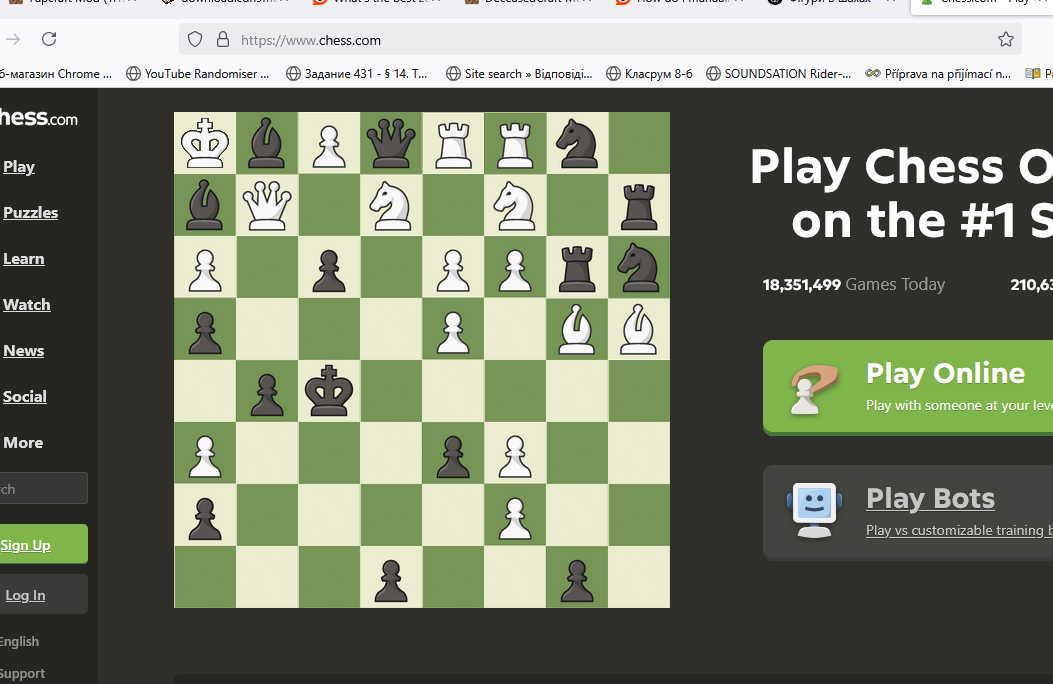 https://www.chess.com
б-магазин Chrome ...
YouTube Randomiser ...
Задание 431 - § 14. Т...
Site search » Відповіді...
Класрум 8-б
SOUNDSATION Rider-...
Příprava na přijímací n...
hess.com
Play
Puzzles
Learn
Watch
News
Social
More
rch
Sign Up
Log In
English
Support
Play Chess O
on the #1 S
18,351,499 Games Today
210,63
Play Online
Play with someone at your leve
Play Bots
Play vs customizable training b